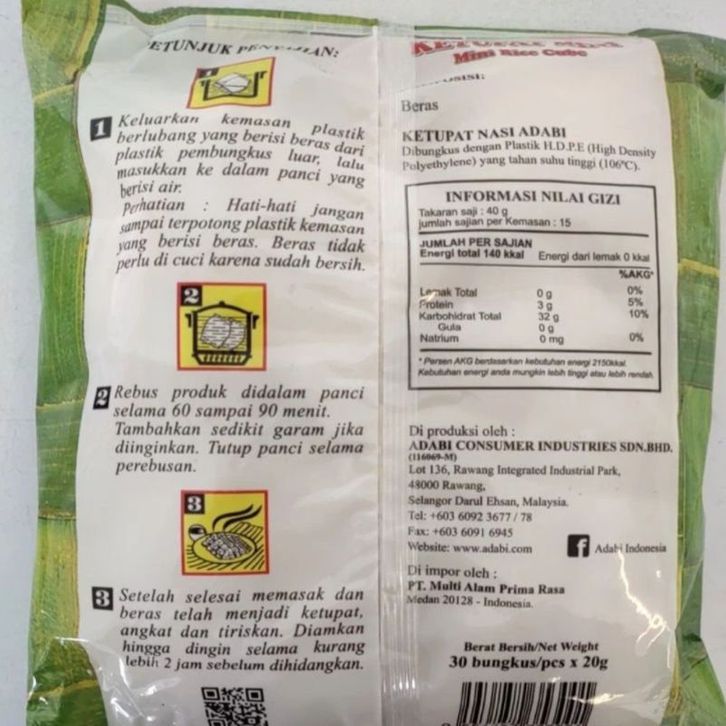 1
1 Keluarkan kemasan plastik
berlubang yang berisi beras dari
plastik pembungkus luar, lalu
masukkan ke dalam panci yang
berisi air.
Perhatian : Hati-hati jangan
sampai terpotong plastik kemasan
yang berisi beras. Beras tidak
perlu di cuci karena sudah bersih.
2
2 Rebus produk didalam panci
selama 60 sampai 90 menit.
Tambahkan sedikit garam jika
diinginkan. Tutup panci selama
perebusan.
3
3 Setelah selesai memasak dan
beras telah menjadi ketupat,
angkat dan tiriskan. Diamkan
hingga dingin selama kurang
lebih 2 jam sebelum dihidangkan.
Mini Rice Cube
Beras
KETUPAT NASI ADABI
Dibungkus dengan Plastik H.D.P.E (High Density
Polyethylene) yang tahan suhu tinggi (106°C).
INFORMASI NILAI GIZI
Takaran saji : 40 g
jumlah sajian per Kemasan : 15
JUMLAH PER SAJIAN
Energi total 140 kkal Energi dari lemak 0 kkal
%AKG*
Lemak Total 0 g 0%
Protein 3 g 5%
Karbohidrat Total 32 g 10%
Gula 0 g
Natrium 0 mg 0%
* Persen AKG berdasarkan kebutuhan energi 2150kkal.
Kebutuhan energi anda mungkin lebih tinggi atau lebih rendah
Di produksi oleh :
ADABI CONSUMER INDUSTRIES SDN.BHD.
(116069-M)
Lot 136, Rawang Integrated Industrial Park,
48000 Rawang,
Selangor Darul Ehsan, Malaysia.
Tel: +603 6092 3677 / 78
Fax: +603 6091 6945
Website: www.adabi.com f Adabi Indonesia
Di impor oleh :
PT. Multi Alam Prima Rasa
Medan 20128 - Indonesia.
Berat Bersih/Net Weight
30 bungkus/pcs x 20g